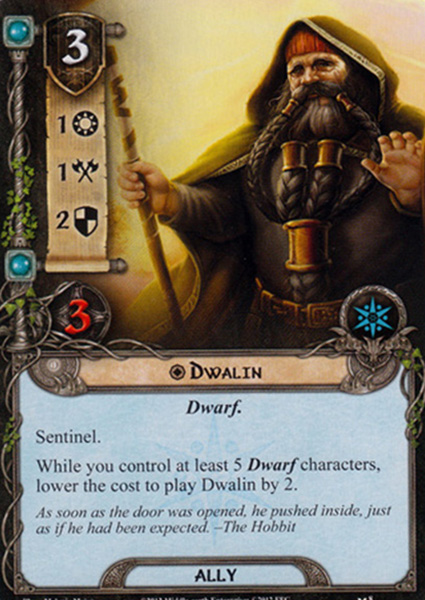 3
1
1
2
3
Dwalin
Dwarf.
Sentinel.
While you control at least 5 Dwarf characters,
lower the cost to play Dwalin by 2.
As soon as the door was opened, he pushed inside, just
as if he had been expected. –The Hobbit
ALLY